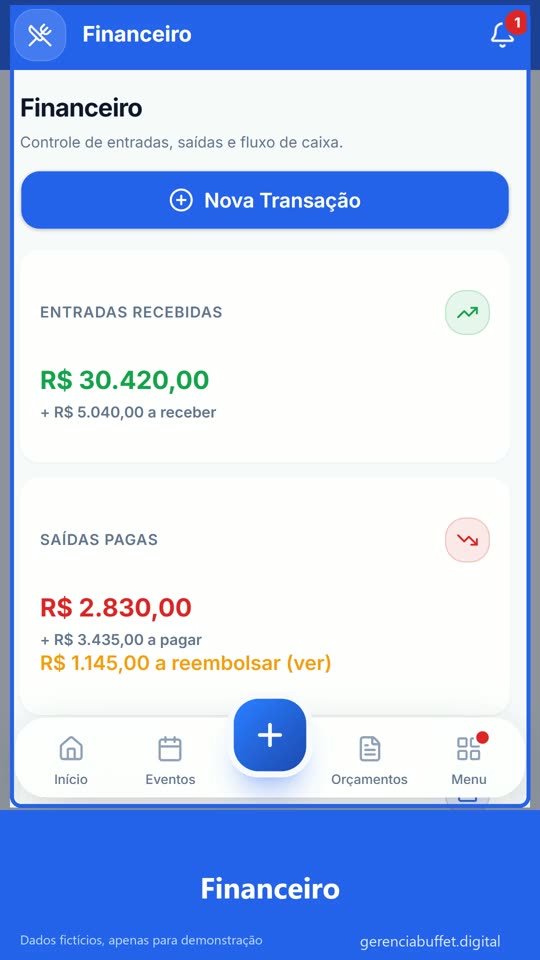 Financeiro
1
Financeiro
Controle de entradas, saídas e fluxo de caixa.
Nova Transação
ENTRADAS RECEBIDAS
R$ 30.420,00
+ R$ 5.040,00 a receber
SAÍDAS PAGAS
R$ 2.830,00
+ R$ 3.435,00 a pagar
R$ 1.145,00 a reembolsar (ver)
Início
Eventos
Orçamentos
Menu
Financeiro
Dados fictícios, apenas para demonstração
gerenciabuffet.digital